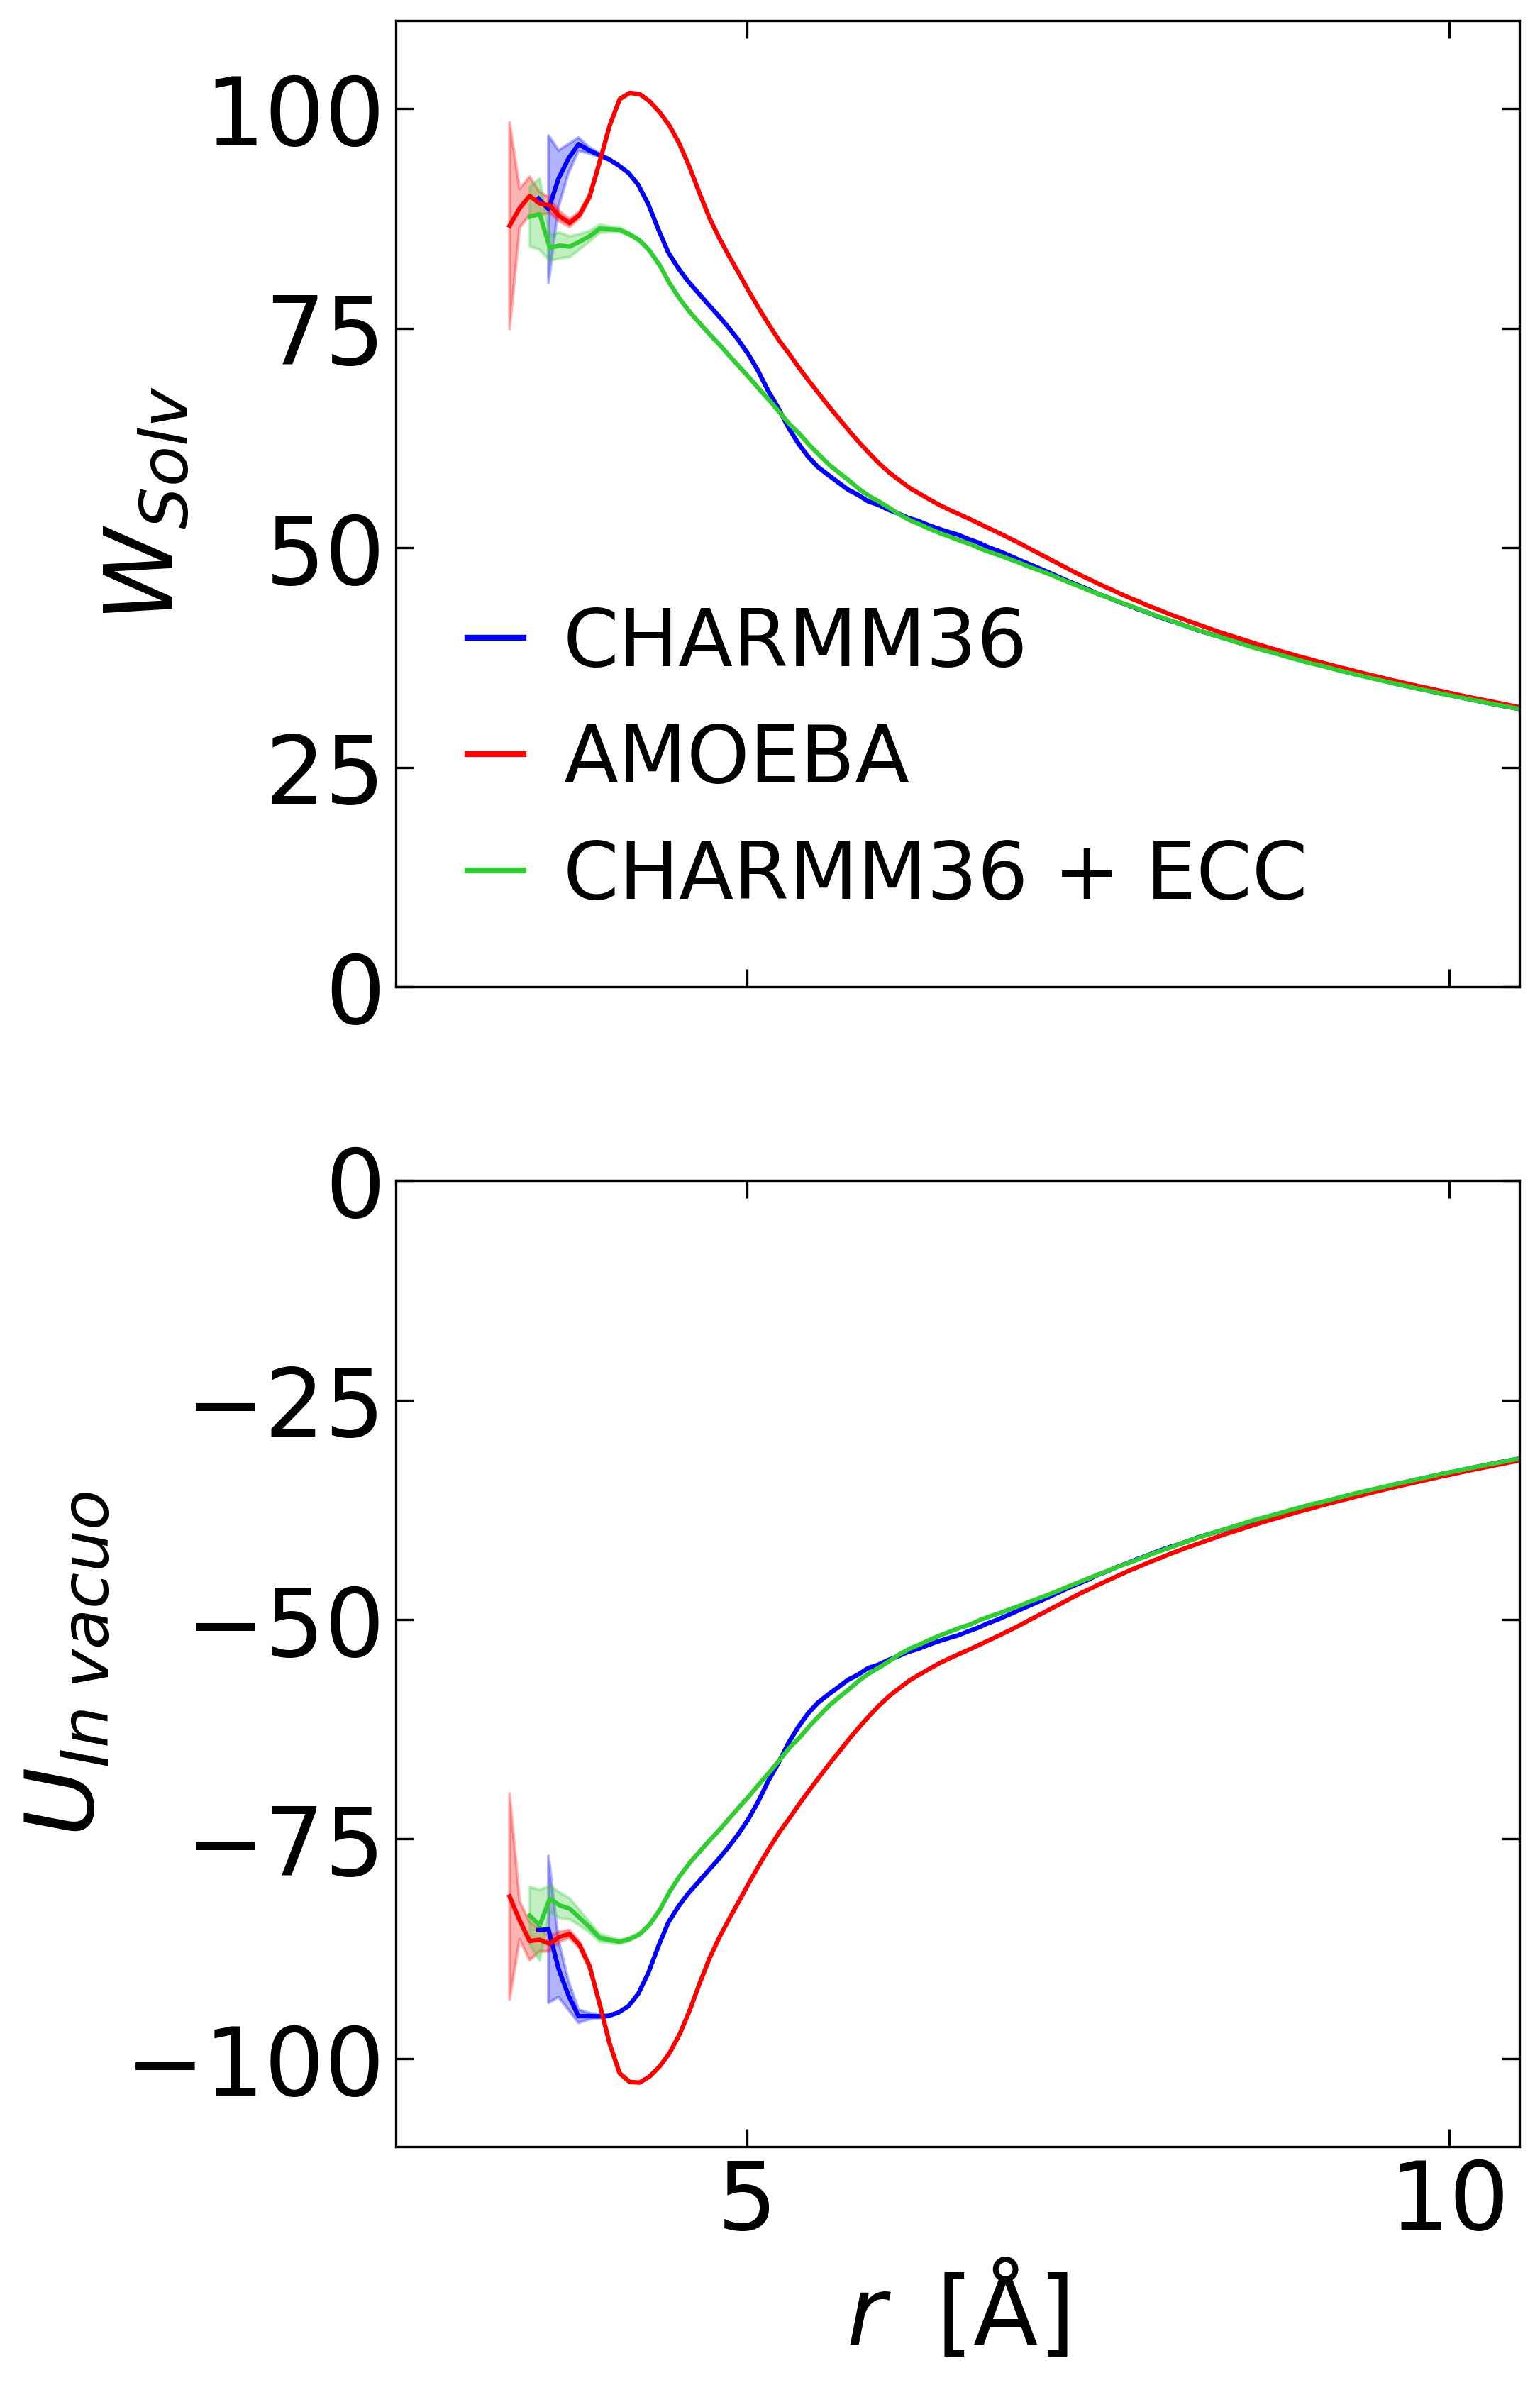 100
75
50
25
0
W_Solv
CHARMM36
AMOEBA
CHARMM36 + ECC
0
−25
−50
−75
−100
U_In vacuo
5
10
r [Å]